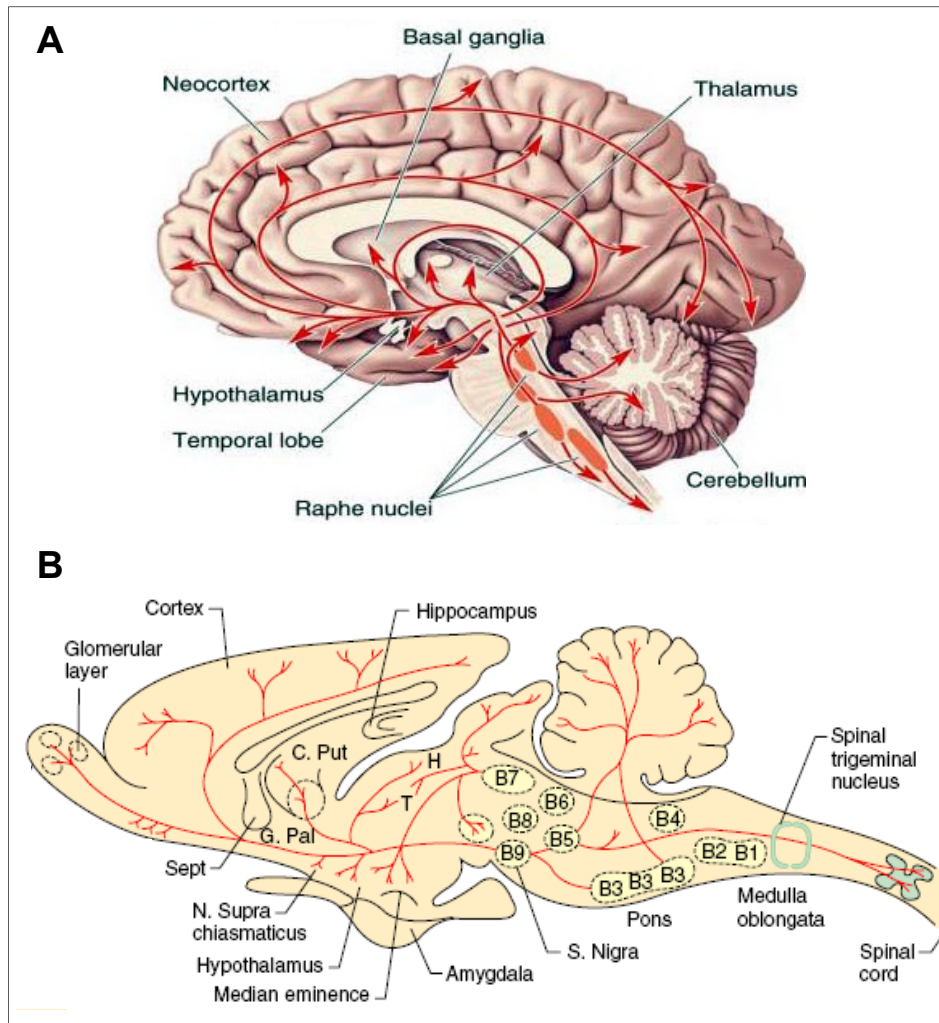 A
Basal ganglia
Neocortex
Thalamus
Hypothalamus
Temporal lobe
Raphe nuclei
Cerebellum
B
Cortex
Hippocampus
Glomerular
layer
Spinal
trigeminal
nucleus
C. Put
H
T
G. Pal
Sept
B7
B6
B8
B5
B9
B4
B2
B1
B3
B3
B3
Pons
Medulla
oblongata
N. Supra
chiasmaticus
Hypothalamus
Median eminence
Amygdala
S. Nigra
Spinal
cord